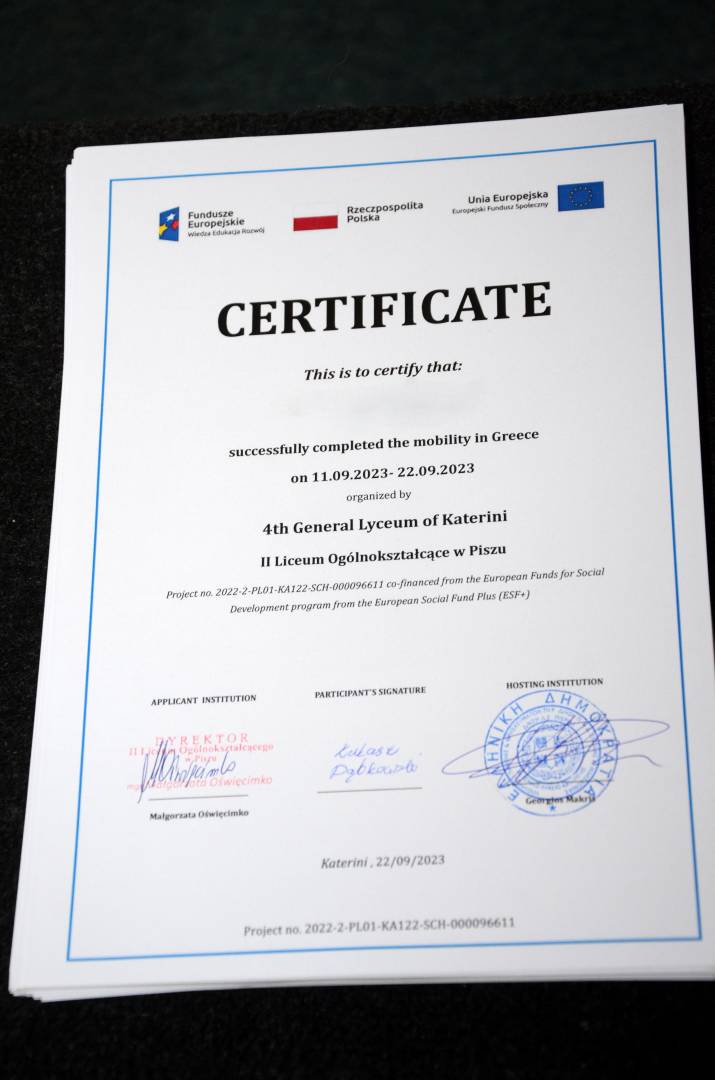 Fundusze
Europejskie
Wiedza Edukacja Rozwój
Rzeczpospolita
Polska
Unia Europejska
Europejski Fundusz Społeczny
CERTIFICATE
This is to certify that:
successfully completed the mobility in Greece
on 11.09.2023- 22.09.2023
organized by
4th General Lyceum of Katerini
II Liceum Ogólnokształcące w Piszu
Project no. 2022-2-PL01-KA122-SCH-000096611 co-financed from the European Funds for Social
Development program from the European Social Fund Plus (ESF+)
APPLICANT INSTITUTION
PARTICIPANT'S SIGNATURE
HOSTING INSTITUTION
DYREKTOR
II Liceum Ogólnokształcącego
w Piszu
mgr Małgorzata Oświęcimko
Małgorzata Oświęcimko
Łukasz
Dąbkowski
ΕΛΛΗΝΙΚΗ ΔΗΜΟΚΡΑΤΙΑ
Georgios Makris
Katerini , 22/09/2023
Project no. 2022-2-PL01-KA122-SCH-000096611